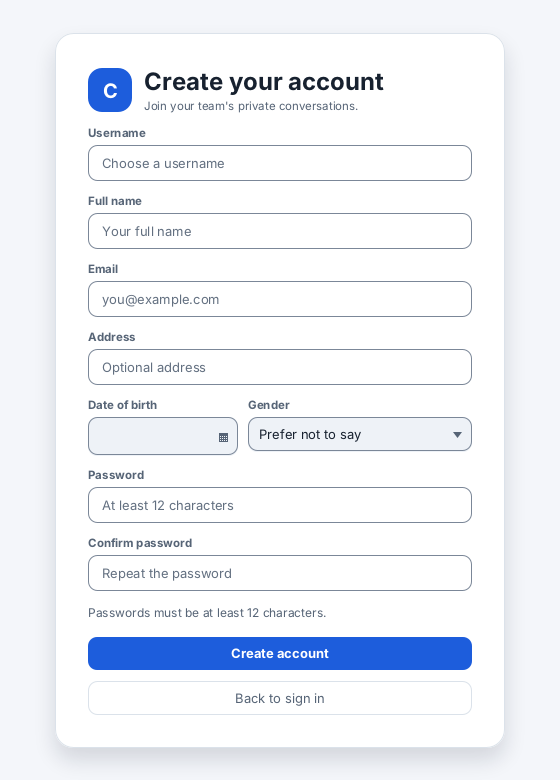 C
Create your account
Join your team's private conversations.
Username
Choose a username
Full name
Your full name
Email
you@example.com
Address
Optional address
Date of birth
Gender
Prefer not to say
Password
At least 12 characters
Confirm password
Repeat the password
Passwords must be at least 12 characters.
Create account
Back to sign in